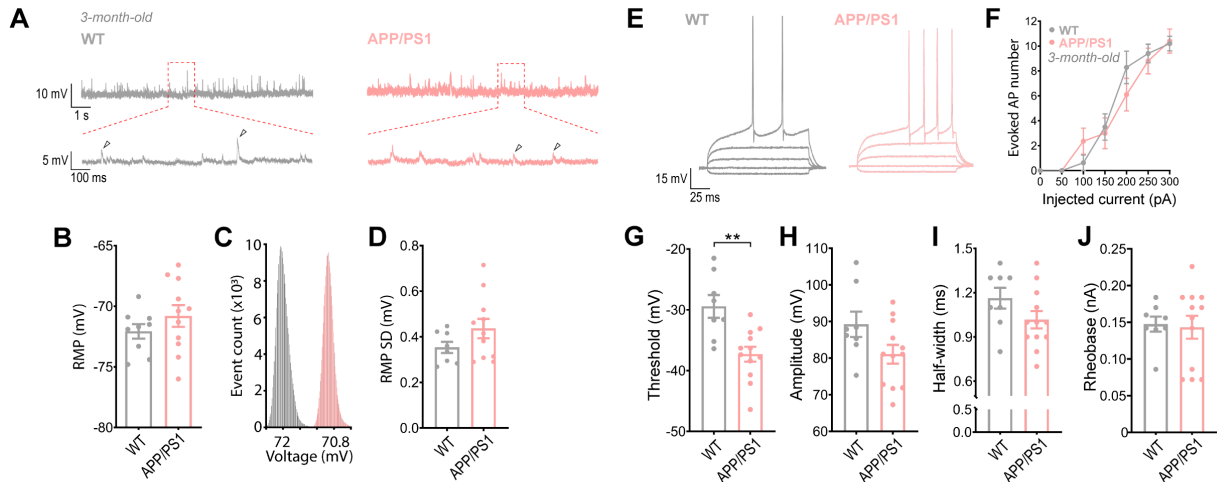 A
3-month-old
WT
APP/PS1
10 mV
1 s
5 mV
100 ms
B
RMP (mV)
-65
-70
-75
-80
WT
APP/PS1
C
Event count (x10³)
10
8
6
4
2
0
72
70.8
Voltage (mV)
D
RMP SD (mV)
0.8
0.6
0.4
0.2
0.0
WT
APP/PS1
E
WT
APP/PS1
15 mV
25 ms
F
Evoked AP number
12
10
8
6
4
2
0
WT
APP/PS1
3-month-old
0
50
100
150
200
250
300
Injected current (pA)
G
Threshold (mV)
-20
-30
-40
-50
**
WT
APP/PS1
H
Amplitude (mV)
110
100
90
80
70
60
WT
APP/PS1
I
Half-width (ms)
1.5
1.2
0.9
0.6
0.5
0.0
WT
APP/PS1
J
Rheobase (nA)
0.25
0.20
0.15
0.10
0.05
0
WT
APP/PS1